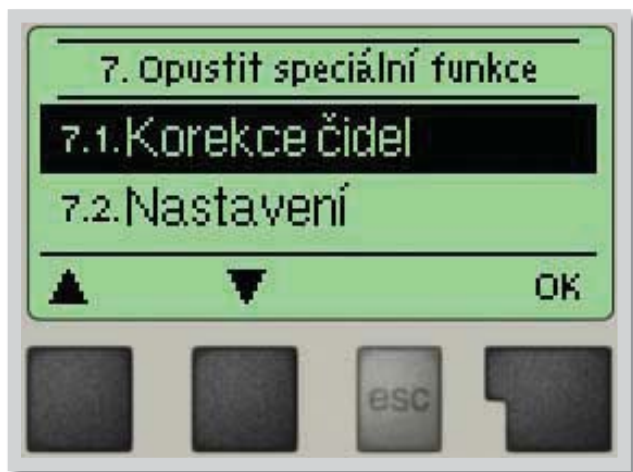 7. Opustit speciální funkce
7.1. Korekce čidel
7.2. Nastavení
OK
esc